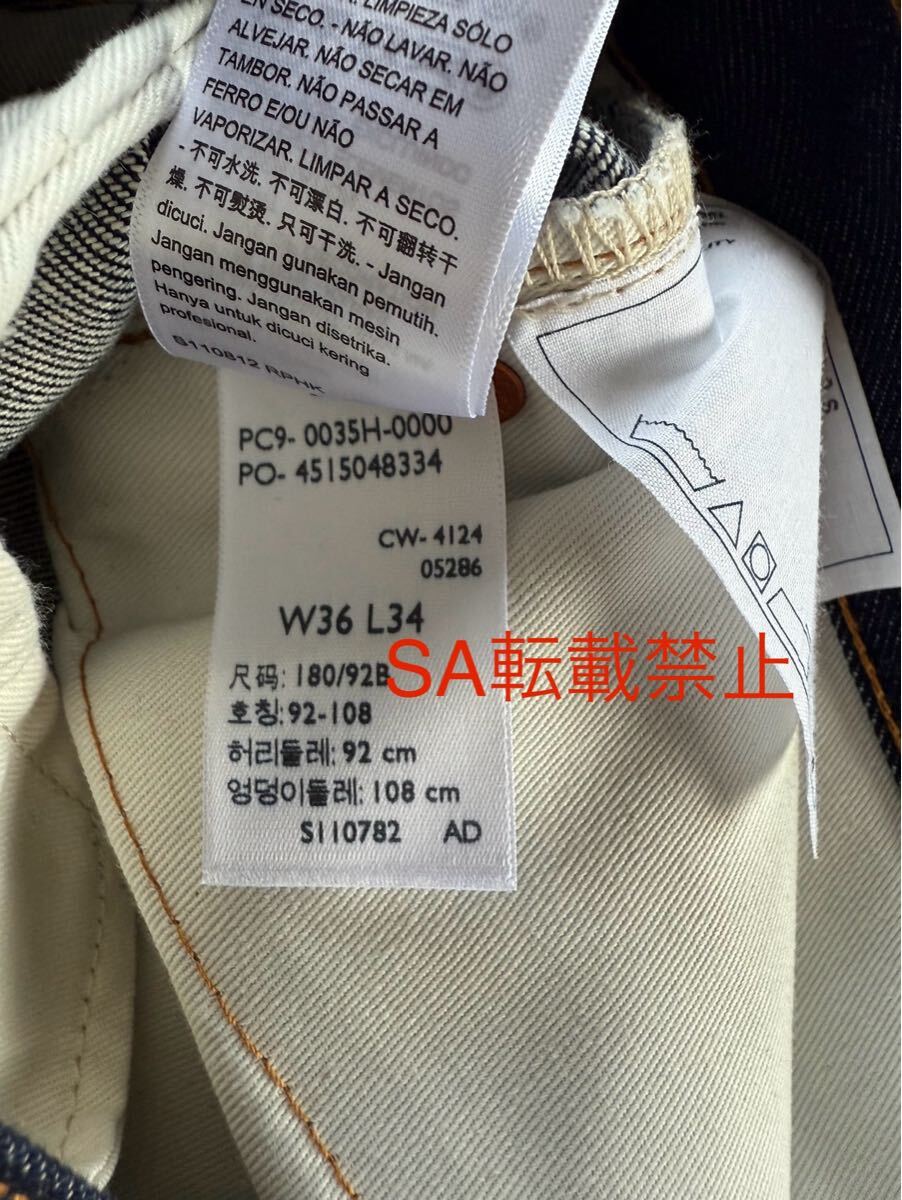 LIMPIEZA SÓLO
EN SECO. - NÃO LAVAR. NÃO
ALVEJAR. NÃO SECAR EM
TAMBOR. NÃO PASSAR A
FERRO E/OU NÃO
VAPORIZAR. LIMPAR A SECO.
- 不可水洗. 不可漂白. 不可翻转干
燥. 不可熨烫. 只可干洗. - Jangan
dicuci. Jangan gunakan pemutih.
Jangan menggunakan mesin
pengering. Jangan disetrika.
Hanya untuk dicuci kering
profesional.
S110812 RPHK
PC9- 0035H-0000
PO- 4515048334
CW- 4124
05286
W36 L34
尺码: 180/92B
호칭: 92-108
허리둘레: 92 cm
엉덩이둘레: 108 cm
S110782 AD
SA転載禁止